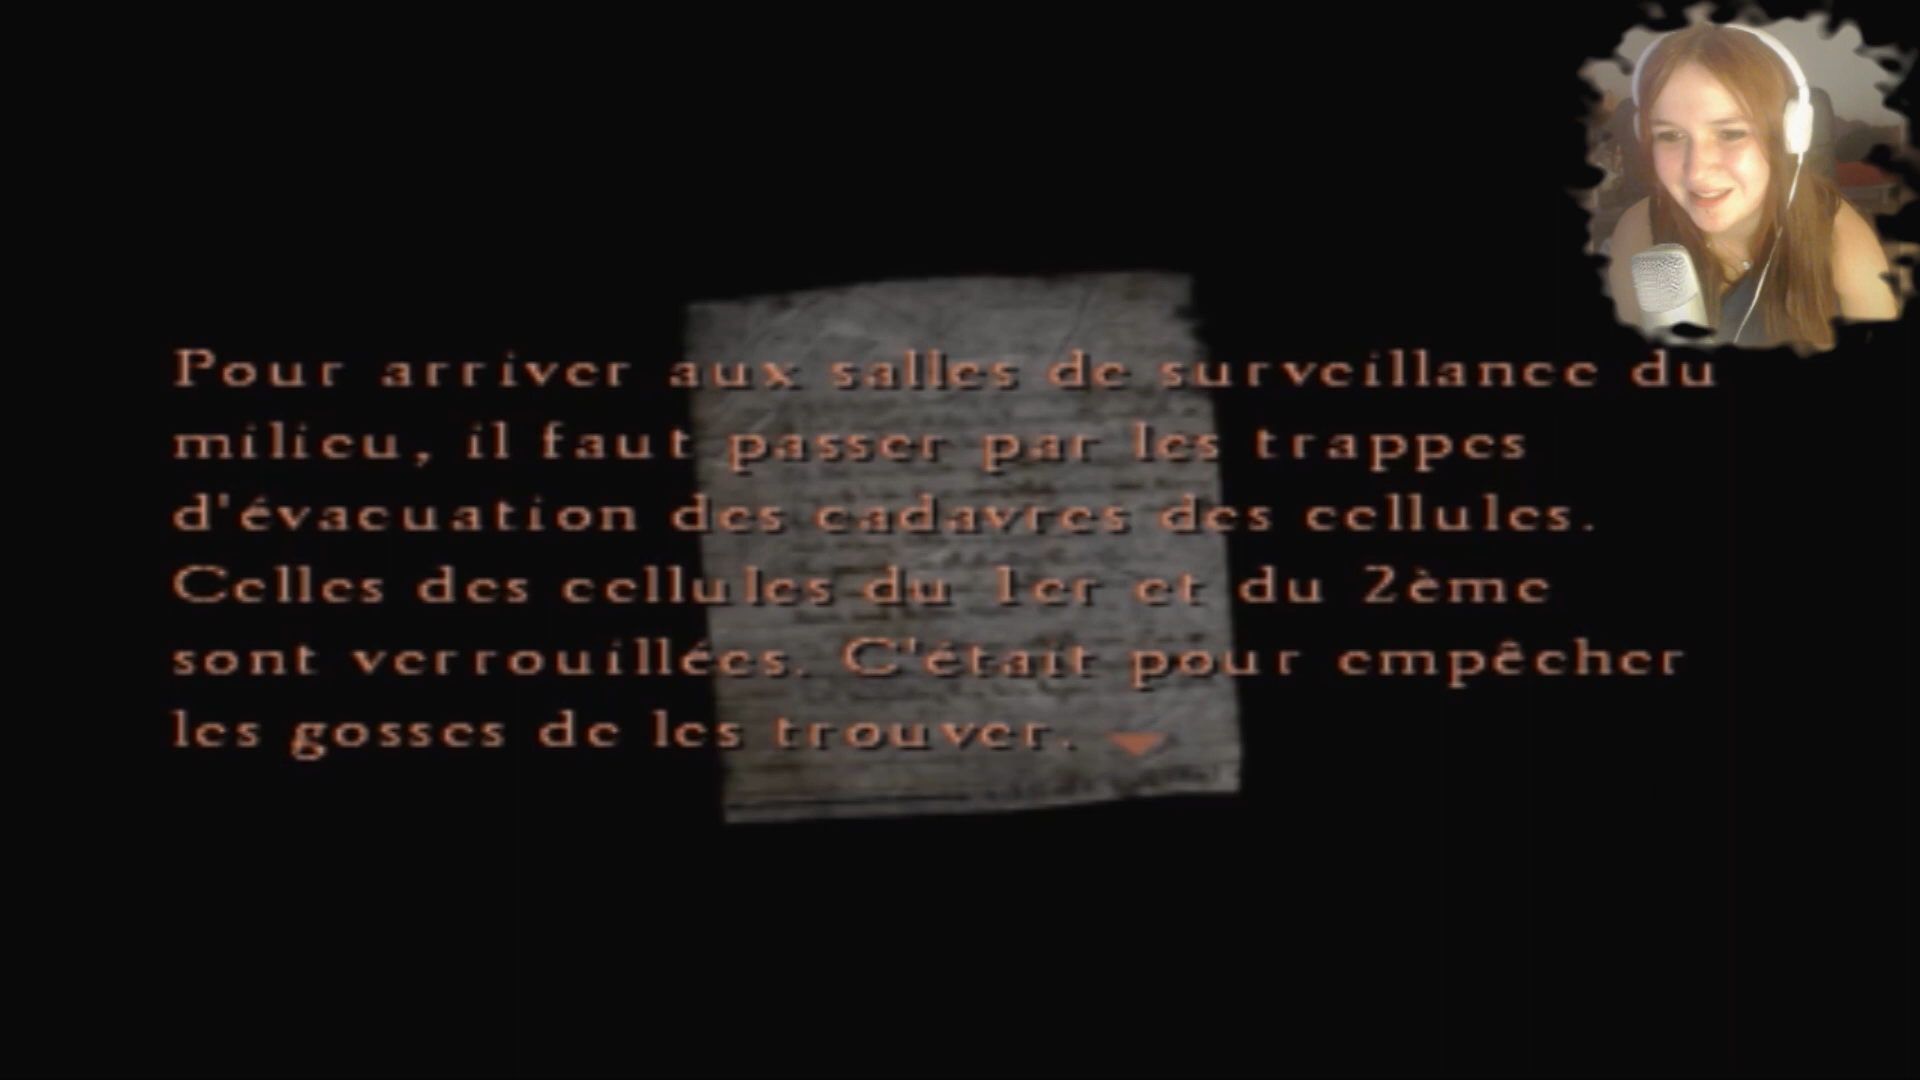 Pour arriver aux salles de surveillance du
milieu, il faut passer par les trappes
d'évacuation des cadavres des cellules.
Celles des cellules du 1er et du 2ème
sont verrouillées. C'était pour empêcher
les gosses de les trouver.